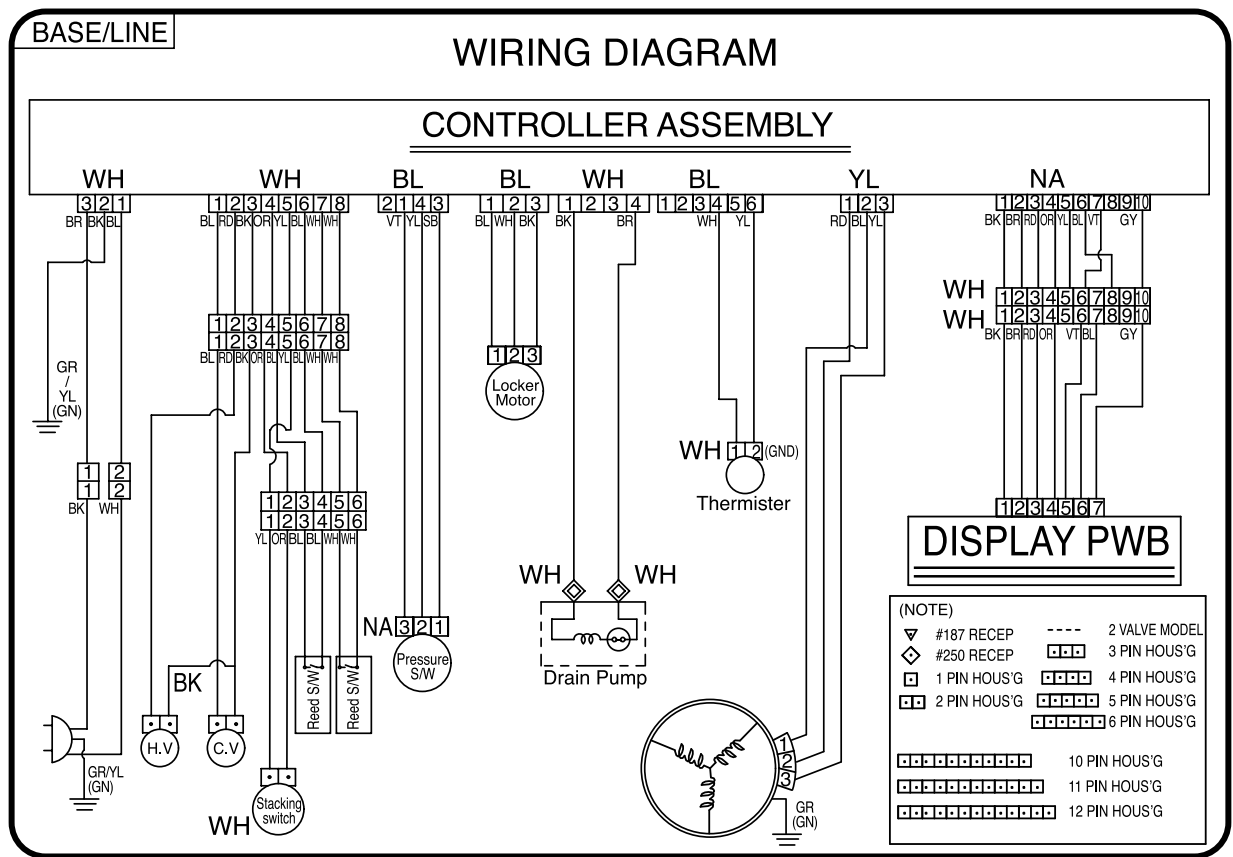 BASE/LINE
WIRING DIAGRAM
CONTROLLER ASSEMBLY
WH WH BL BL WH BL YL NA
3 2 1
1 2 3 4 5 6 7 8
2 1 4 3
1 2 3
1 2 3 4
1 2 3 4 5 6
1 2 3
1 2 3 4 5 6 7 8 9 10
BR BK BL
BL RD BK OR YL BL WH WH
VT YL SB
BL WH BK
BK BR
WH YL
RD BL YL
BK BR RD OR YL BL VT GY
WH 1 2 3 4 5 6 7 8 9 10
WH 1 2 3 4 5 6 7 8 9 10
BK BR RD OR VT BL GY
1 2 3 4 5 6 7 8
1 2 3 4 5 6 7 8
BL RD BK OR BL YL BL WH WH
1 2 3
Locker
Motor
GR
/
YL
(GN)
1 2
1 2
BK WH
WH 1 2 (GND)
Thermister
1 2 3 4 5 6
1 2 3 4 5 6
YL OR BL BL WH WH
1 2 3 4 5 6 7
DISPLAY PWB
WH WH
Drain Pump
NA 3 2 1
Pressure
S/W
Reed S/W
Reed S/W
BK
H.V
C.V
GR/YL
(GN)
Stacking
switch
WH
1
2
3
GR
(GN)
(NOTE)
#187 RECEP
#250 RECEP
1 PIN HOUS'G
2 PIN HOUS'G
2 VALVE MODEL
3 PIN HOUS'G
4 PIN HOUS'G
5 PIN HOUS'G
6 PIN HOUS'G
10 PIN HOUS'G
11 PIN HOUS'G
12 PIN HOUS'G